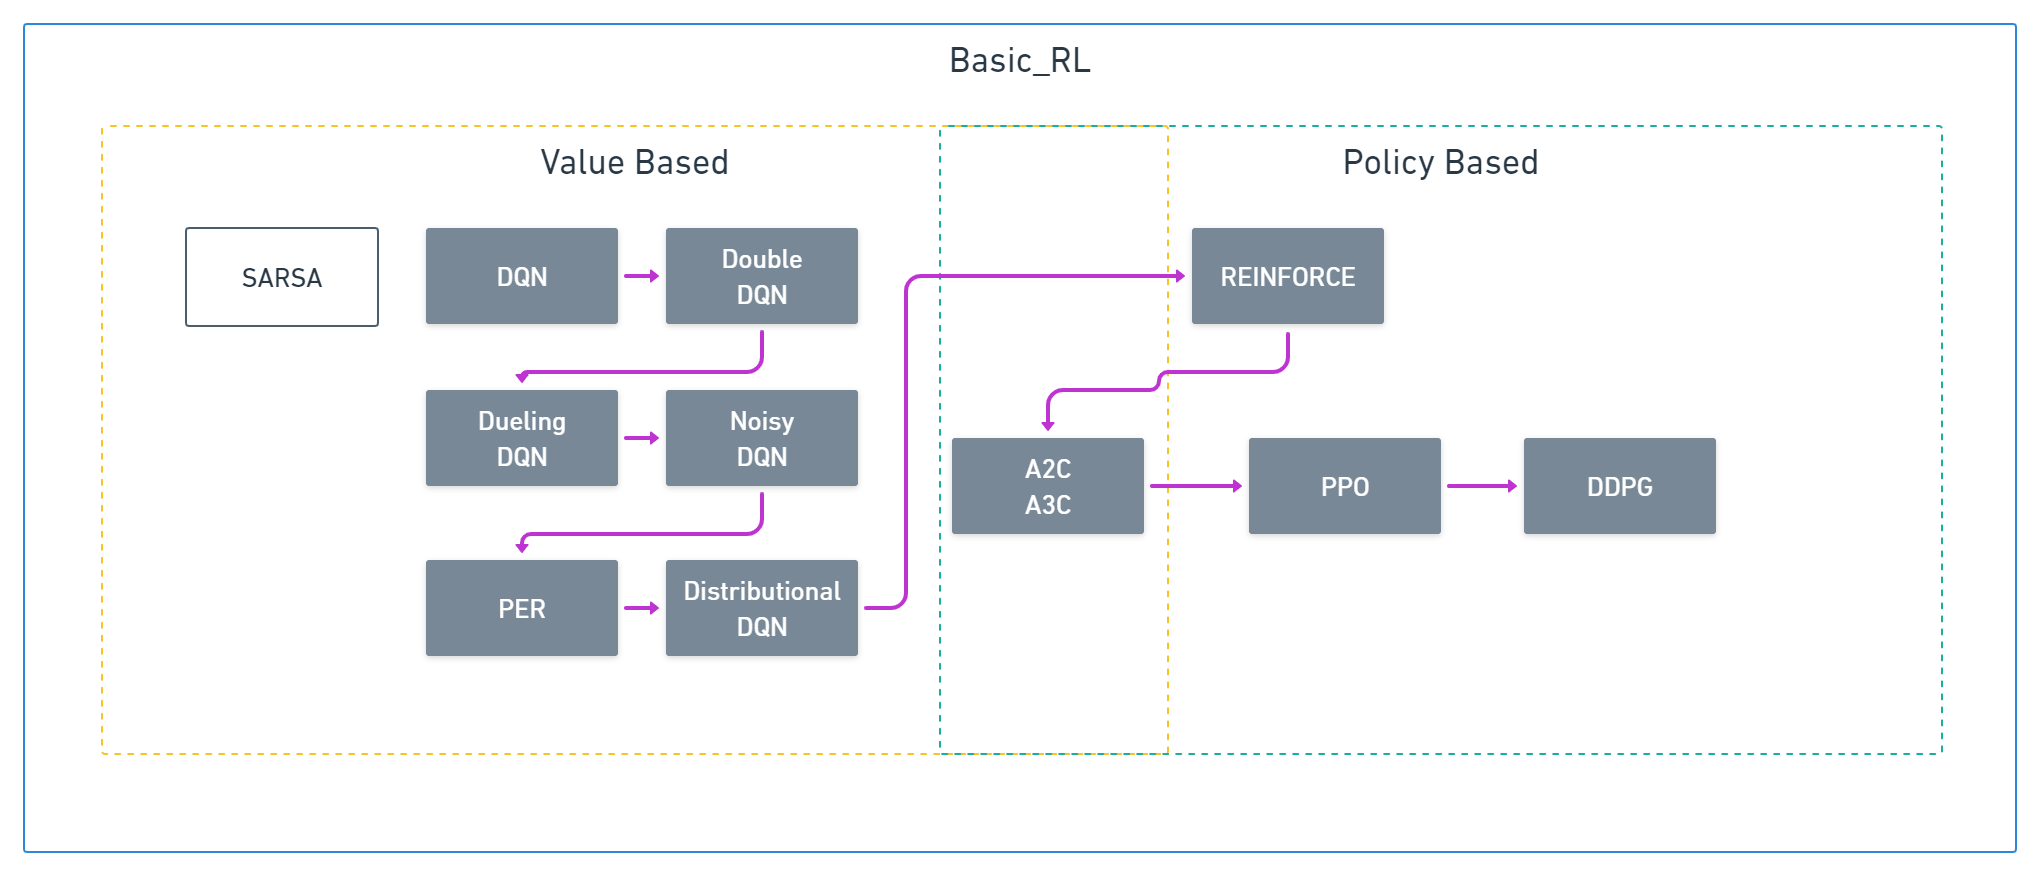 Basic_RL
Value Based
Policy Based
SARSA
DQN
Double
DQN
REINFORCE
Dueling
DQN
Noisy
DQN
A2C
A3C
PPO
DDPG
PER
Distributional
DQN